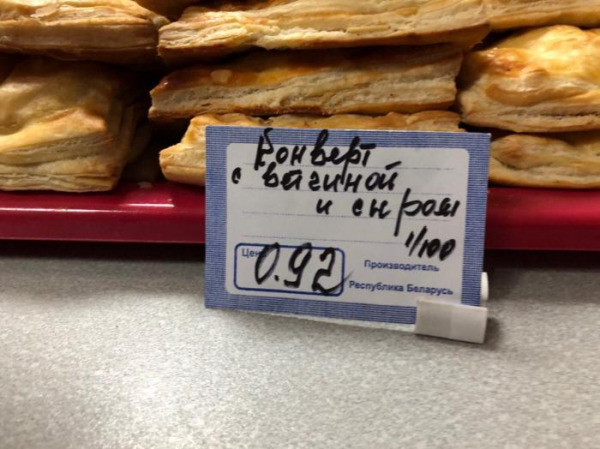 Конверт
с ветчиной
и сыром
1/100
Цена
0.92
Производитель
Республика Беларусь